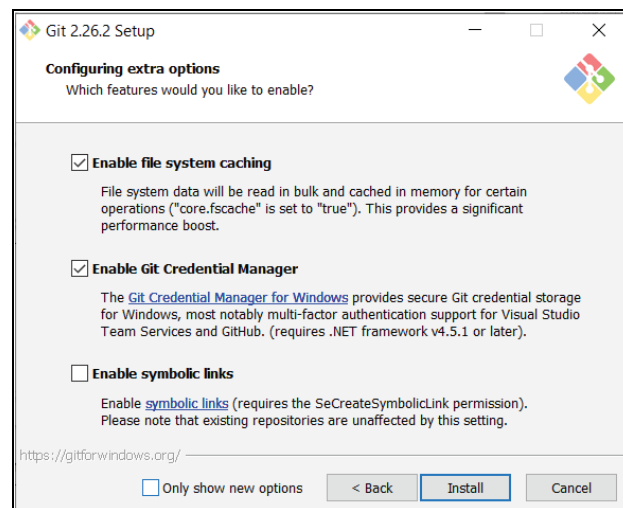 Git 2.26.2 Setup
Configuring extra options
Which features would you like to enable?
Enable file system caching
File system data will be read in bulk and cached in memory for certain
operations ("core.fscache" is set to "true"). This provides a significant
performance boost.
Enable Git Credential Manager
The Git Credential Manager for Windows provides secure Git credential storage
for Windows, most notably multi-factor authentication support for Visual Studio
Team Services and GitHub. (requires .NET framework v4.5.1 or later).
Enable symbolic links
Enable symbolic links (requires the SeCreateSymbolicLink permission).
Please note that existing repositories are unaffected by this setting.
https://gitforwindows.org/
Only show new options < Back Install Cancel